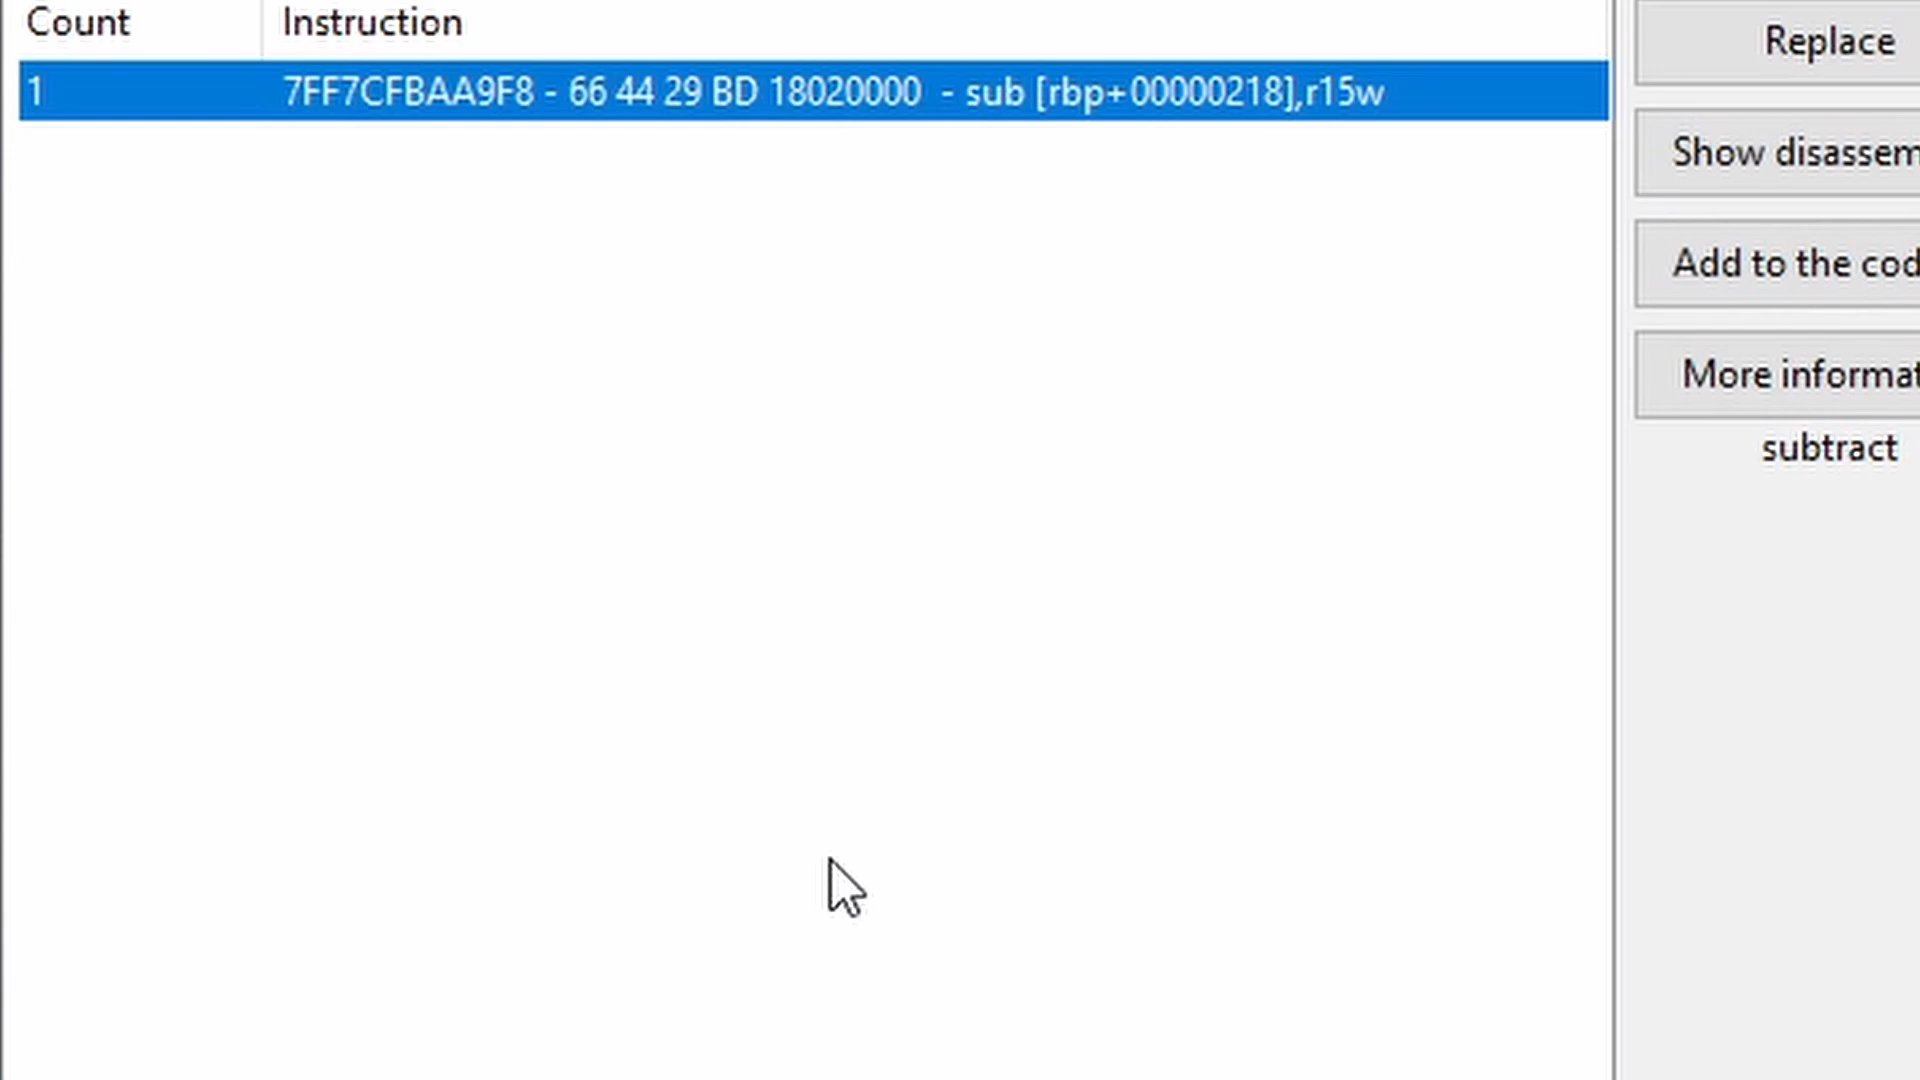 Count Instruction
1 7FF7CFBAA9F8 - 66 44 29 BD 18020000 - sub [rbp+00000218],r15w
Replace
Show disassem
Add to the cod
More informat
subtract